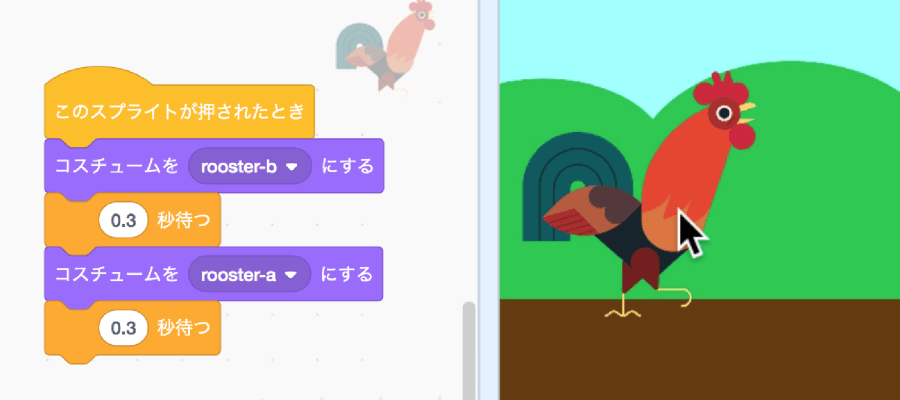 このスプライトが押されたとき
コスチュームを rooster-b にする
0.3 秒待つ
コスチュームを rooster-a にする
0.3 秒待つ